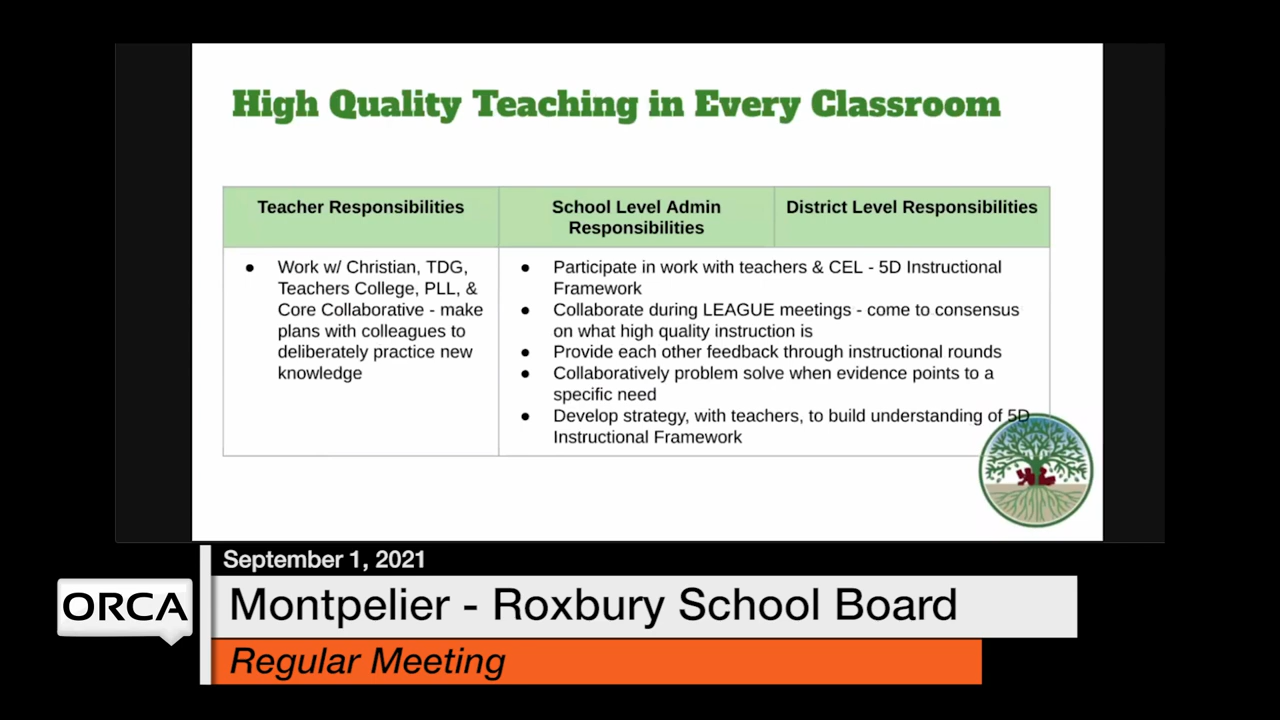 High Quality Teaching in Every Classroom
Teacher Responsibilities
School Level Admin
Responsibilities
District Level Responsibilities
● Work w/ Christian, TDG,
Teachers College, PLL, &
Core Collaborative - make
plans with colleagues to
deliberately practice new
knowledge
● Participate in work with teachers & CEL - 5D Instructional
Framework
● Collaborate during LEAGUE meetings - come to consensus
on what high quality instruction is
● Provide each other feedback through instructional rounds
● Collaboratively problem solve when evidence points to a
specific need
● Develop strategy, with teachers, to build understanding of 5D
Instructional Framework
September 1, 2021
ORCA
Montpelier - Roxbury School Board
Regular Meeting